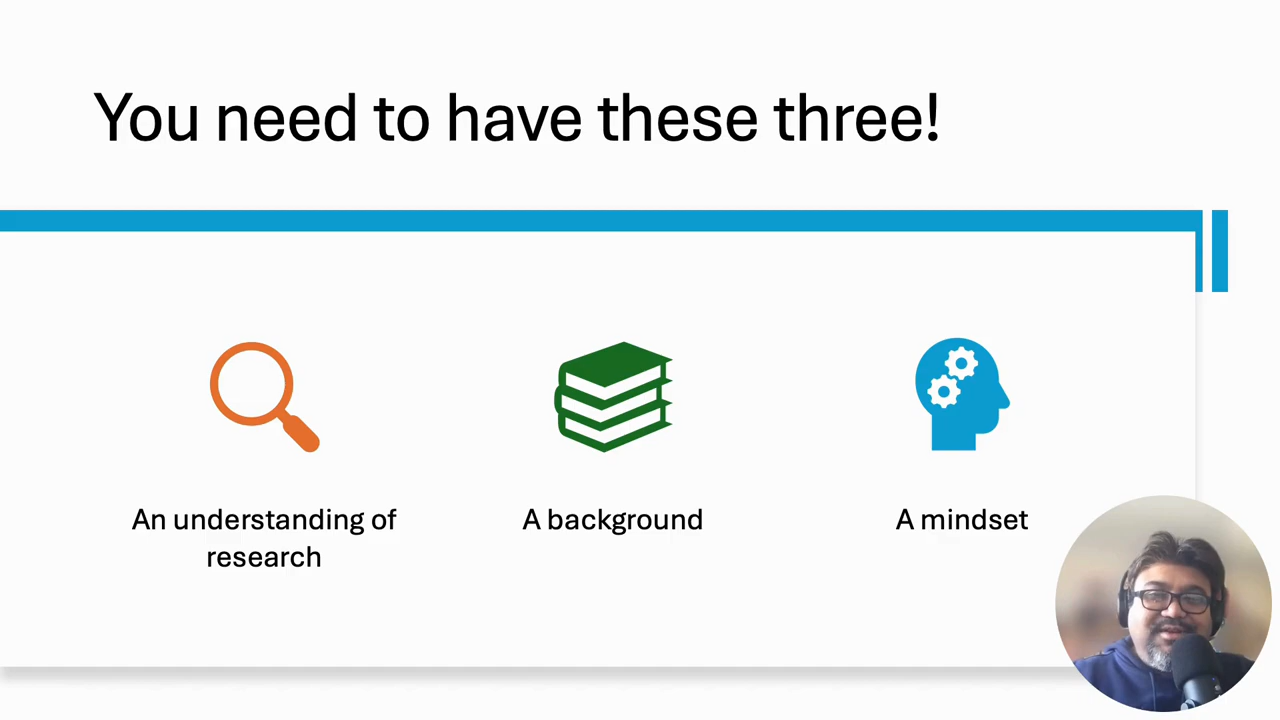 You need to have these three!
An understanding of
research
A background
A mindset